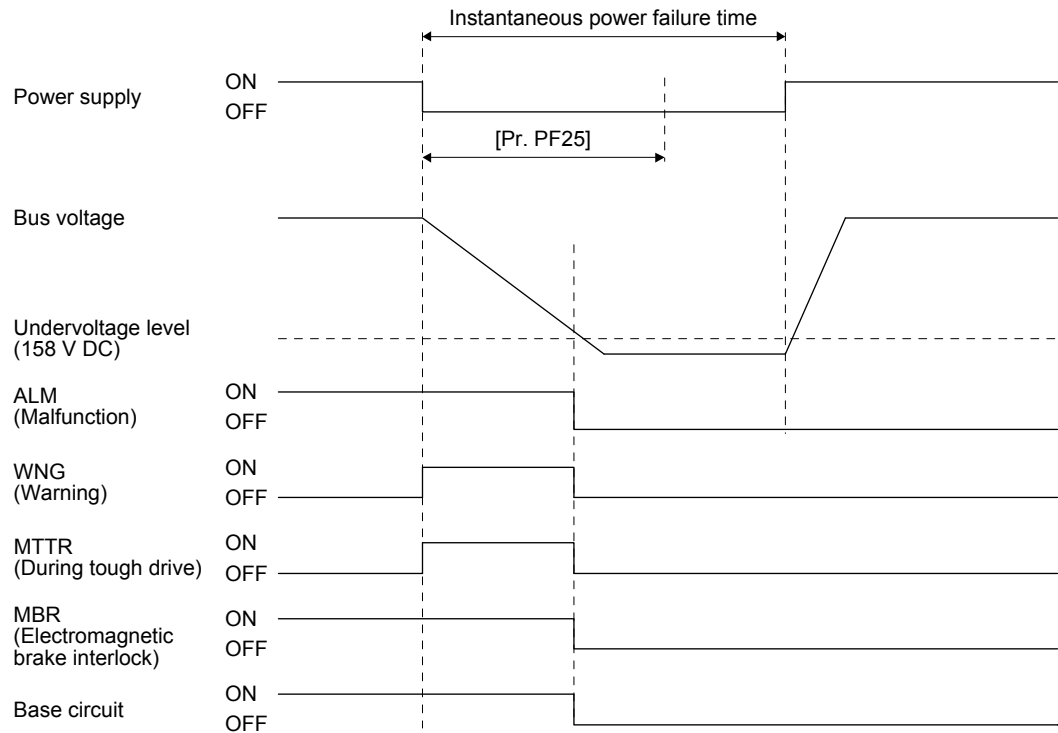 Instantaneous power failure time
Power supply
ON
OFF
[Pr. PF25]
Bus voltage
Undervoltage level
(158 V DC)
ALM
(Malfunction)
ON
OFF
WNG
(Warning)
ON
OFF
MTTR
(During tough drive)
ON
OFF
MBR
(Electromagnetic
brake interlock)
ON
OFF
Base circuit
ON
OFF